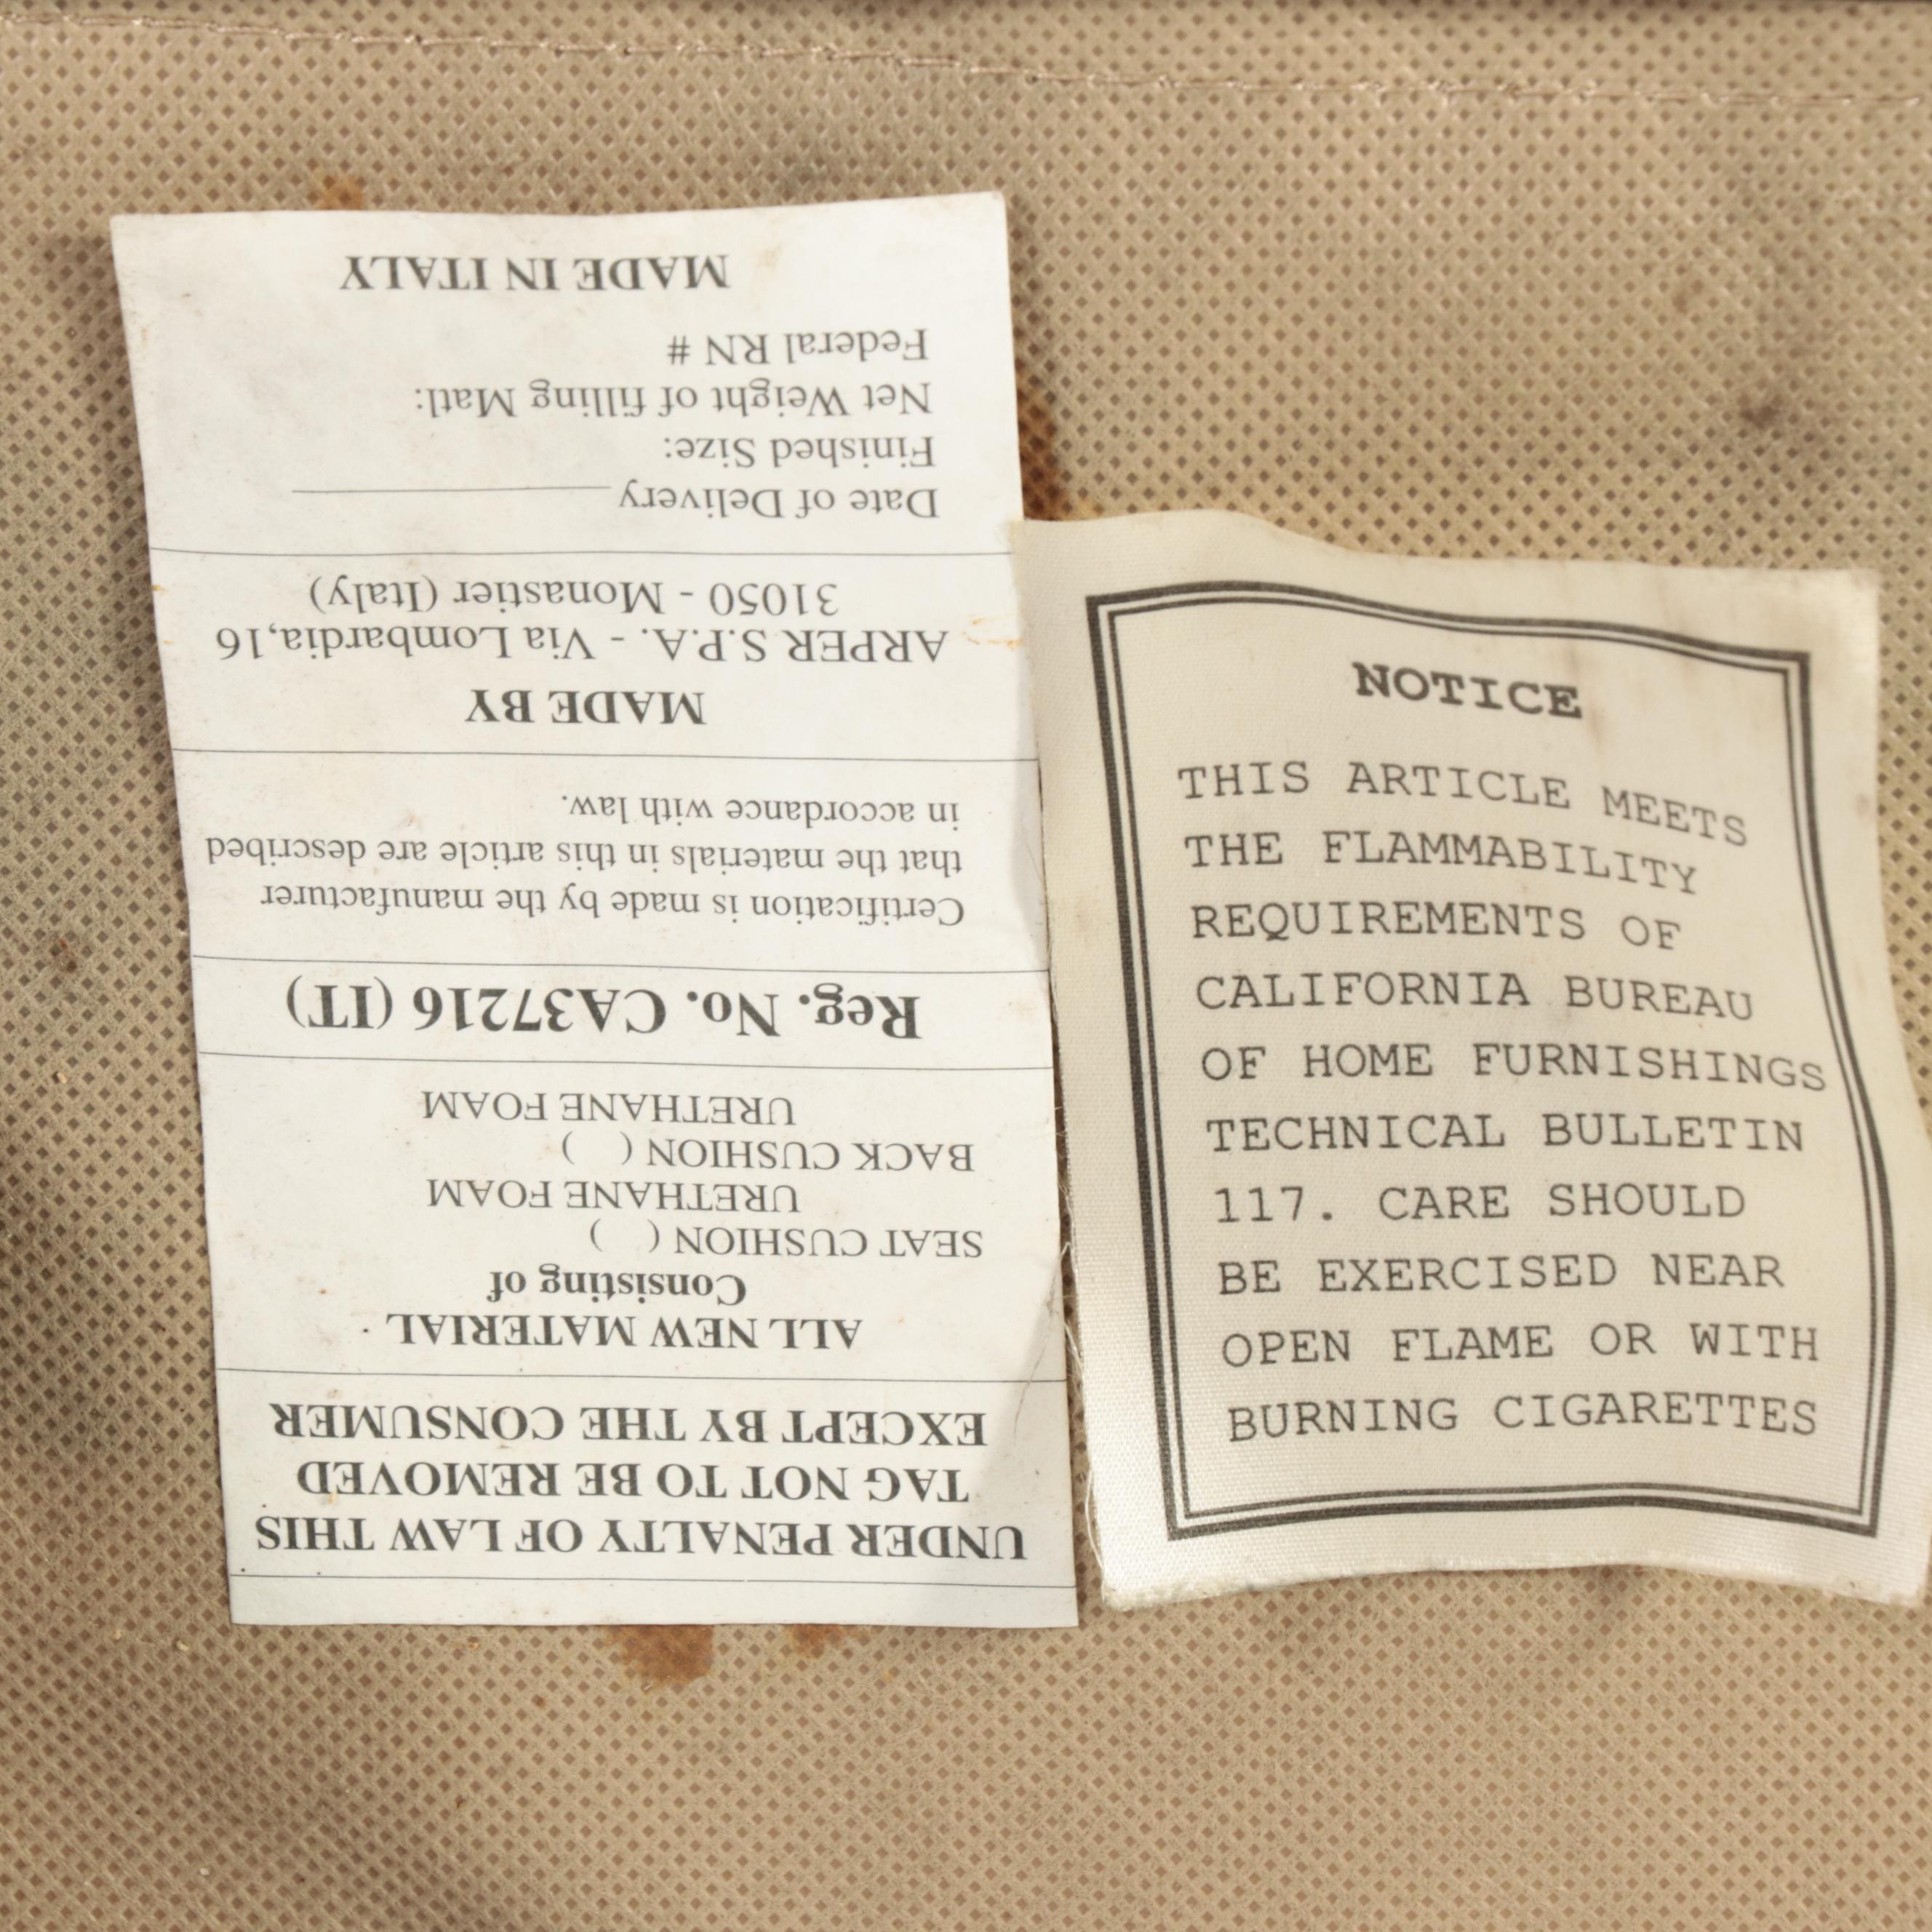 UNDER PENALTY OF LAW THIS
TAG NOT TO BE REMOVED
EXCEPT BY THE CONSUMER
ALL NEW MATERIAL
Consisting of
SEAT CUSHION ( )
URETHANE FOAM
BACK CUSHION ( )
URETHANE FOAM
Reg. No. CA37216 (IT)
Certification is made by the manufacturer
that the materials in this article are described
in accordance with law.
MADE BY
ARPER S.P.A. - Via Lombardia,16
31050 - Monastier (Italy)
Date of Delivery
Finished Size:
Net Weight of filling Matl:
Federal RN #
MADE IN ITALY
NOTICE
THIS ARTICLE MEETS
THE FLAMMABILITY
REQUIREMENTS OF
CALIFORNIA BUREAU
OF HOME FURNISHINGS
TECHNICAL BULLETIN
117. CARE SHOULD
BE EXERCISED NEAR
OPEN FLAME OR WITH
BURNING CIGARETTES